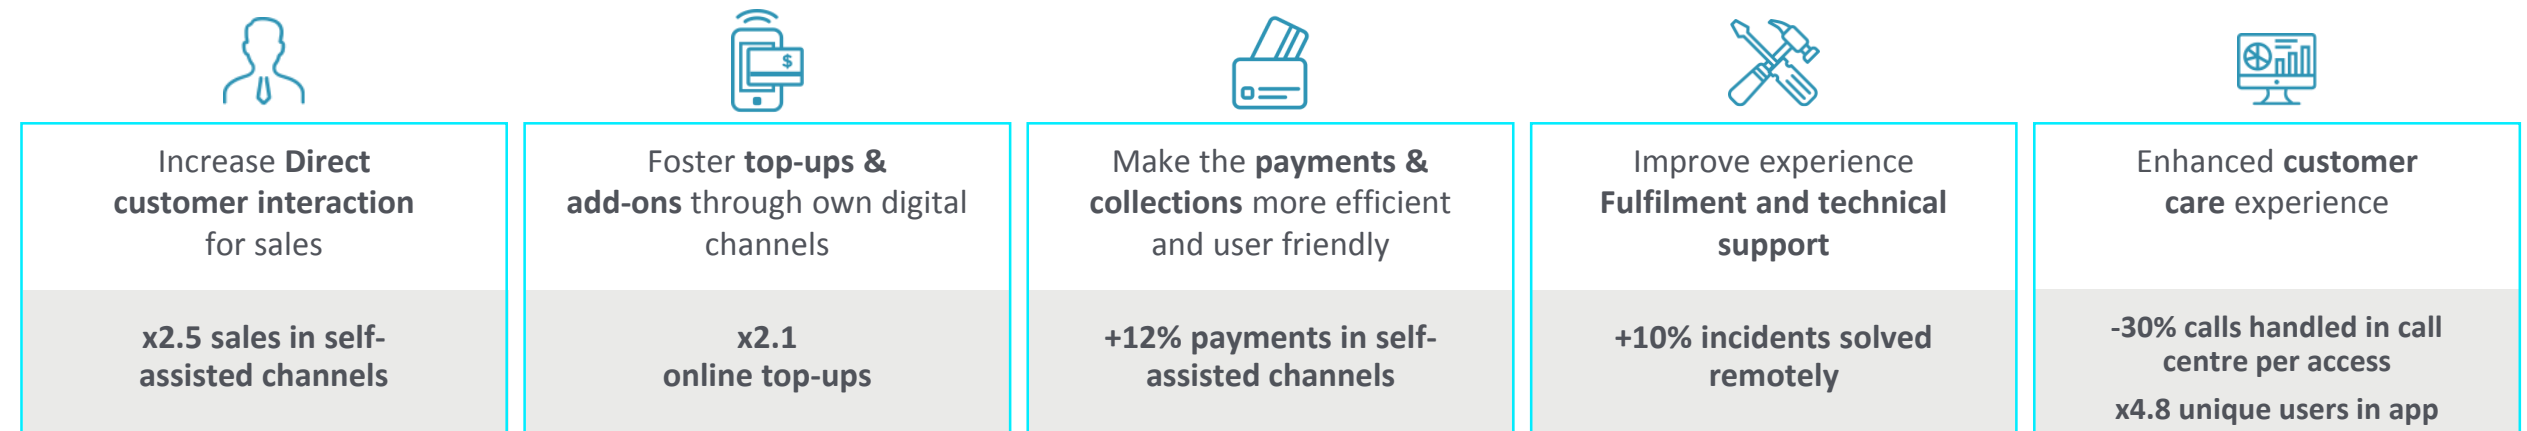 $
Increase Direct
customer interaction
for sales
x2.5 sales in self-
assisted channels
Foster top-ups &
add-ons through own digital
channels
x2.1
online top-ups
Make the payments &
collections more efficient
and user friendly
+12% payments in self-
assisted channels
Improve experience
Fulfilment and technical
support
+10% incidents solved
remotely
Enhanced customer
care experience
-30% calls handled in call
centre per access
x4.8 unique users in app